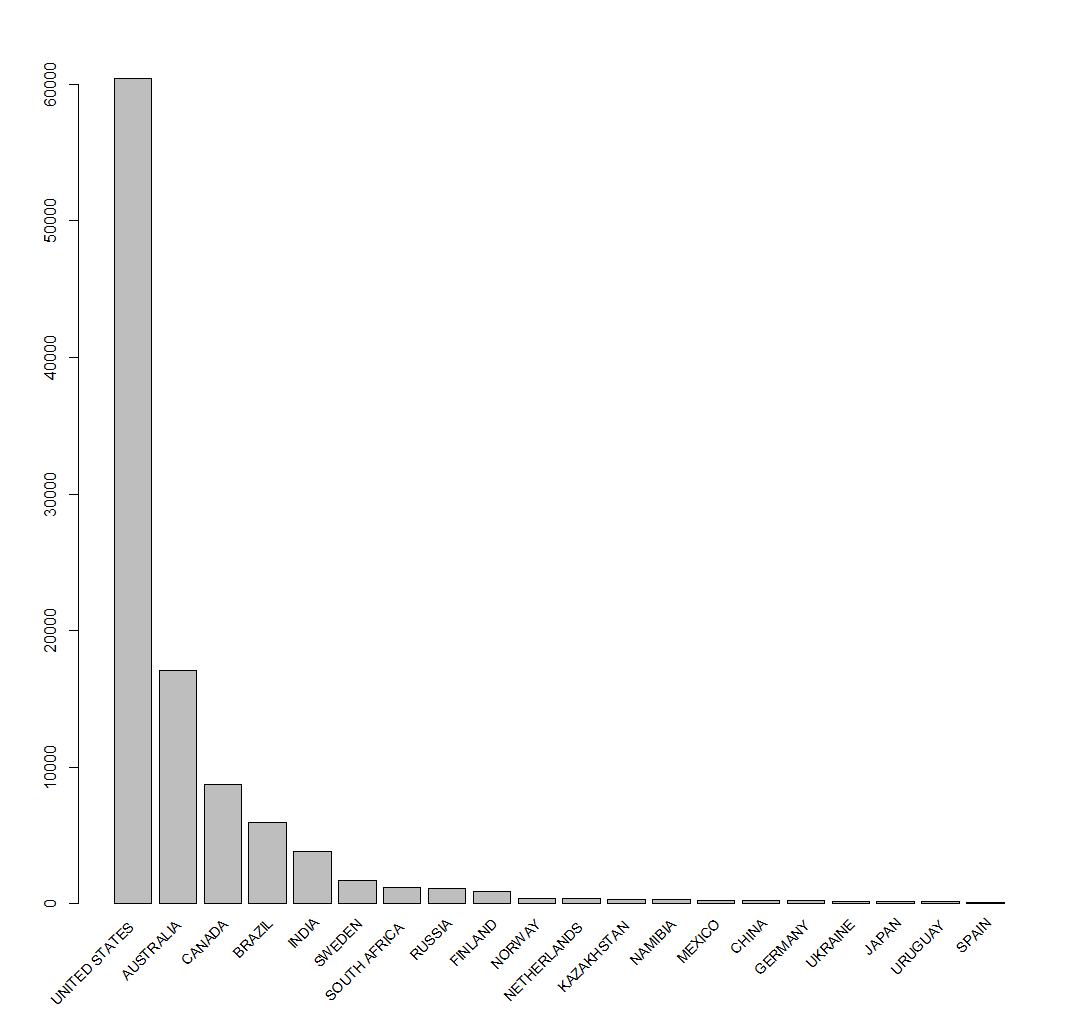 60000
50000
40000
30000
20000
10000
0
UNITED STATES
AUSTRALIA
CANADA
BRAZIL
INDIA
SWEDEN
SOUTH AFRICA
RUSSIA
FINLAND
NORWAY
NETHERLANDS
KAZAKHSTAN
NAMIBIA
MEXICO
CHINA
GERMANY
UKRAINE
JAPAN
URUGUAY
SPAIN